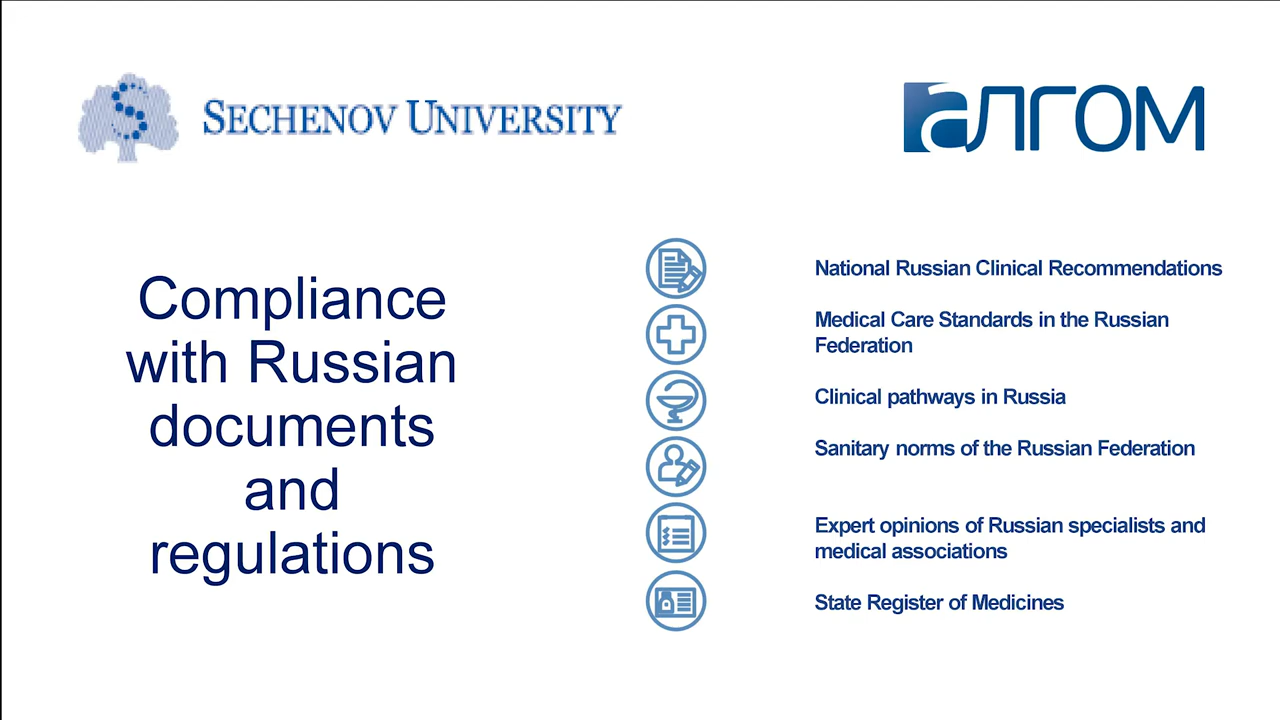 SECHENOV UNIVERSITY
алгом
Compliance
with Russian
documents
and
regulations
National Russian Clinical Recommendations
Medical Care Standards in the Russian
Federation
Clinical pathways in Russia
Sanitary norms of the Russian Federation
Expert opinions of Russian specialists and
medical associations
State Register of Medicines